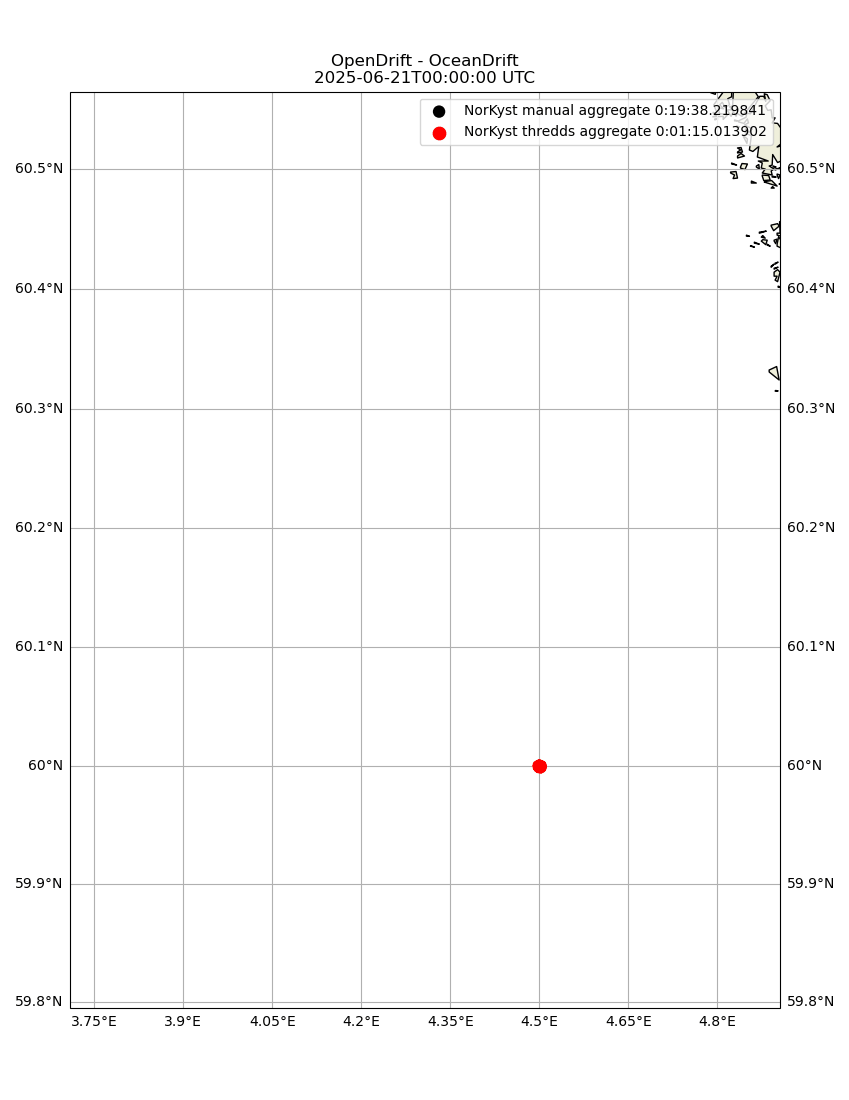 OpenDrift - OceanDrift
2025-06-21T00:00:00 UTC
NorKyst manual aggregate 0:19:38.219841
NorKyst thredds aggregate 0:01:15.013902
60.5°N 60.5°N
60.4°N 60.4°N
60.3°N 60.3°N
60.2°N 60.2°N
60.1°N 60.1°N
60°N 60°N
59.9°N 59.9°N
59.8°N 59.8°N
3.75°E 3.9°E 4.05°E 4.2°E 4.35°E 4.5°E 4.65°E 4.8°E